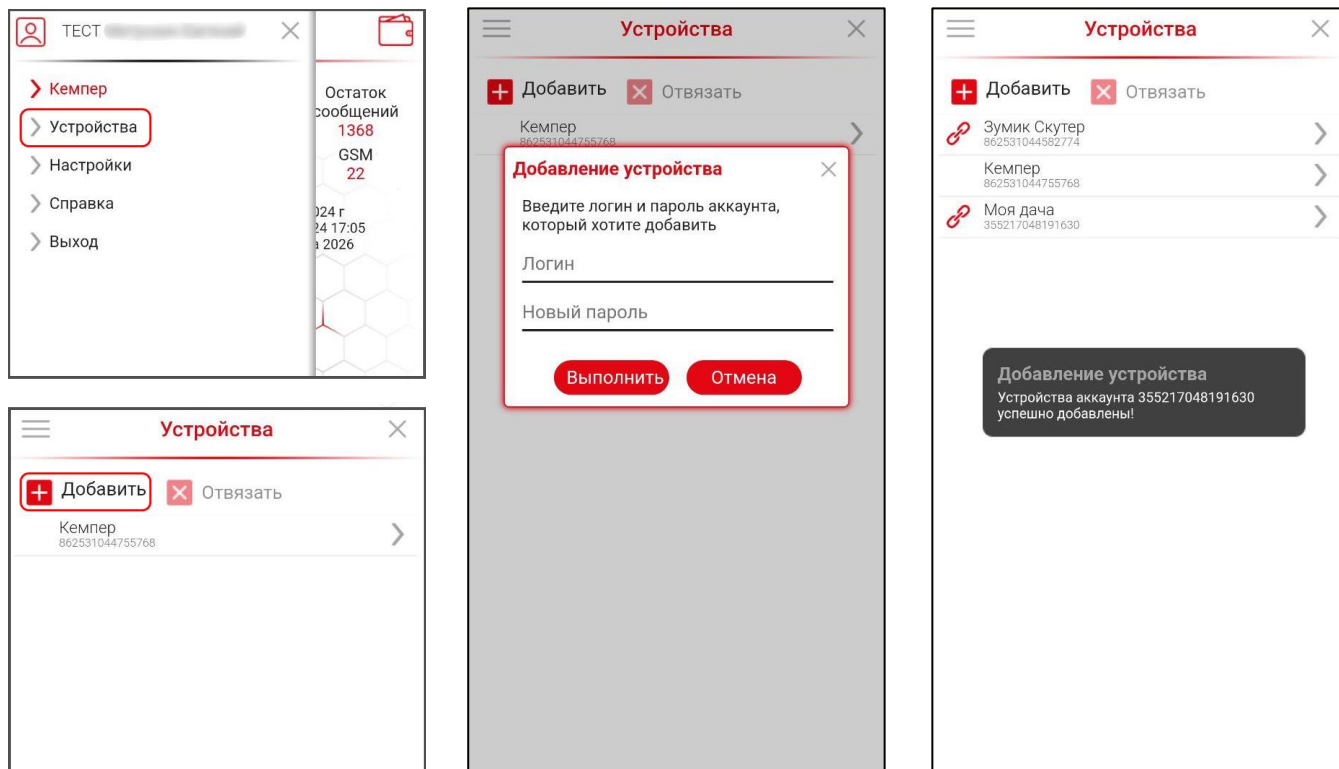 ТЕСТ
Кемпер
Устройства
Настройки
Справка
Выход
Остаток
сообщений
1368
GSM
22
024 г
24 17:05
а 2026
Устройства
Добавить Отвязать
Кемпер
862531044755768
Устройства
Добавить Отвязать
Кемпер
862531044755768
Добавление устройства
Введите логин и пароль аккаунта,
который хотите добавить
Логин
Новый пароль
Выполнить Отмена
Устройства
Добавить Отвязать
Зумик Скутер
862531044582774
Кемпер
862531044755768
Моя дача
355217048191630
Добавление устройства
Устройства аккаунта 355217048191630
успешно добавлены!